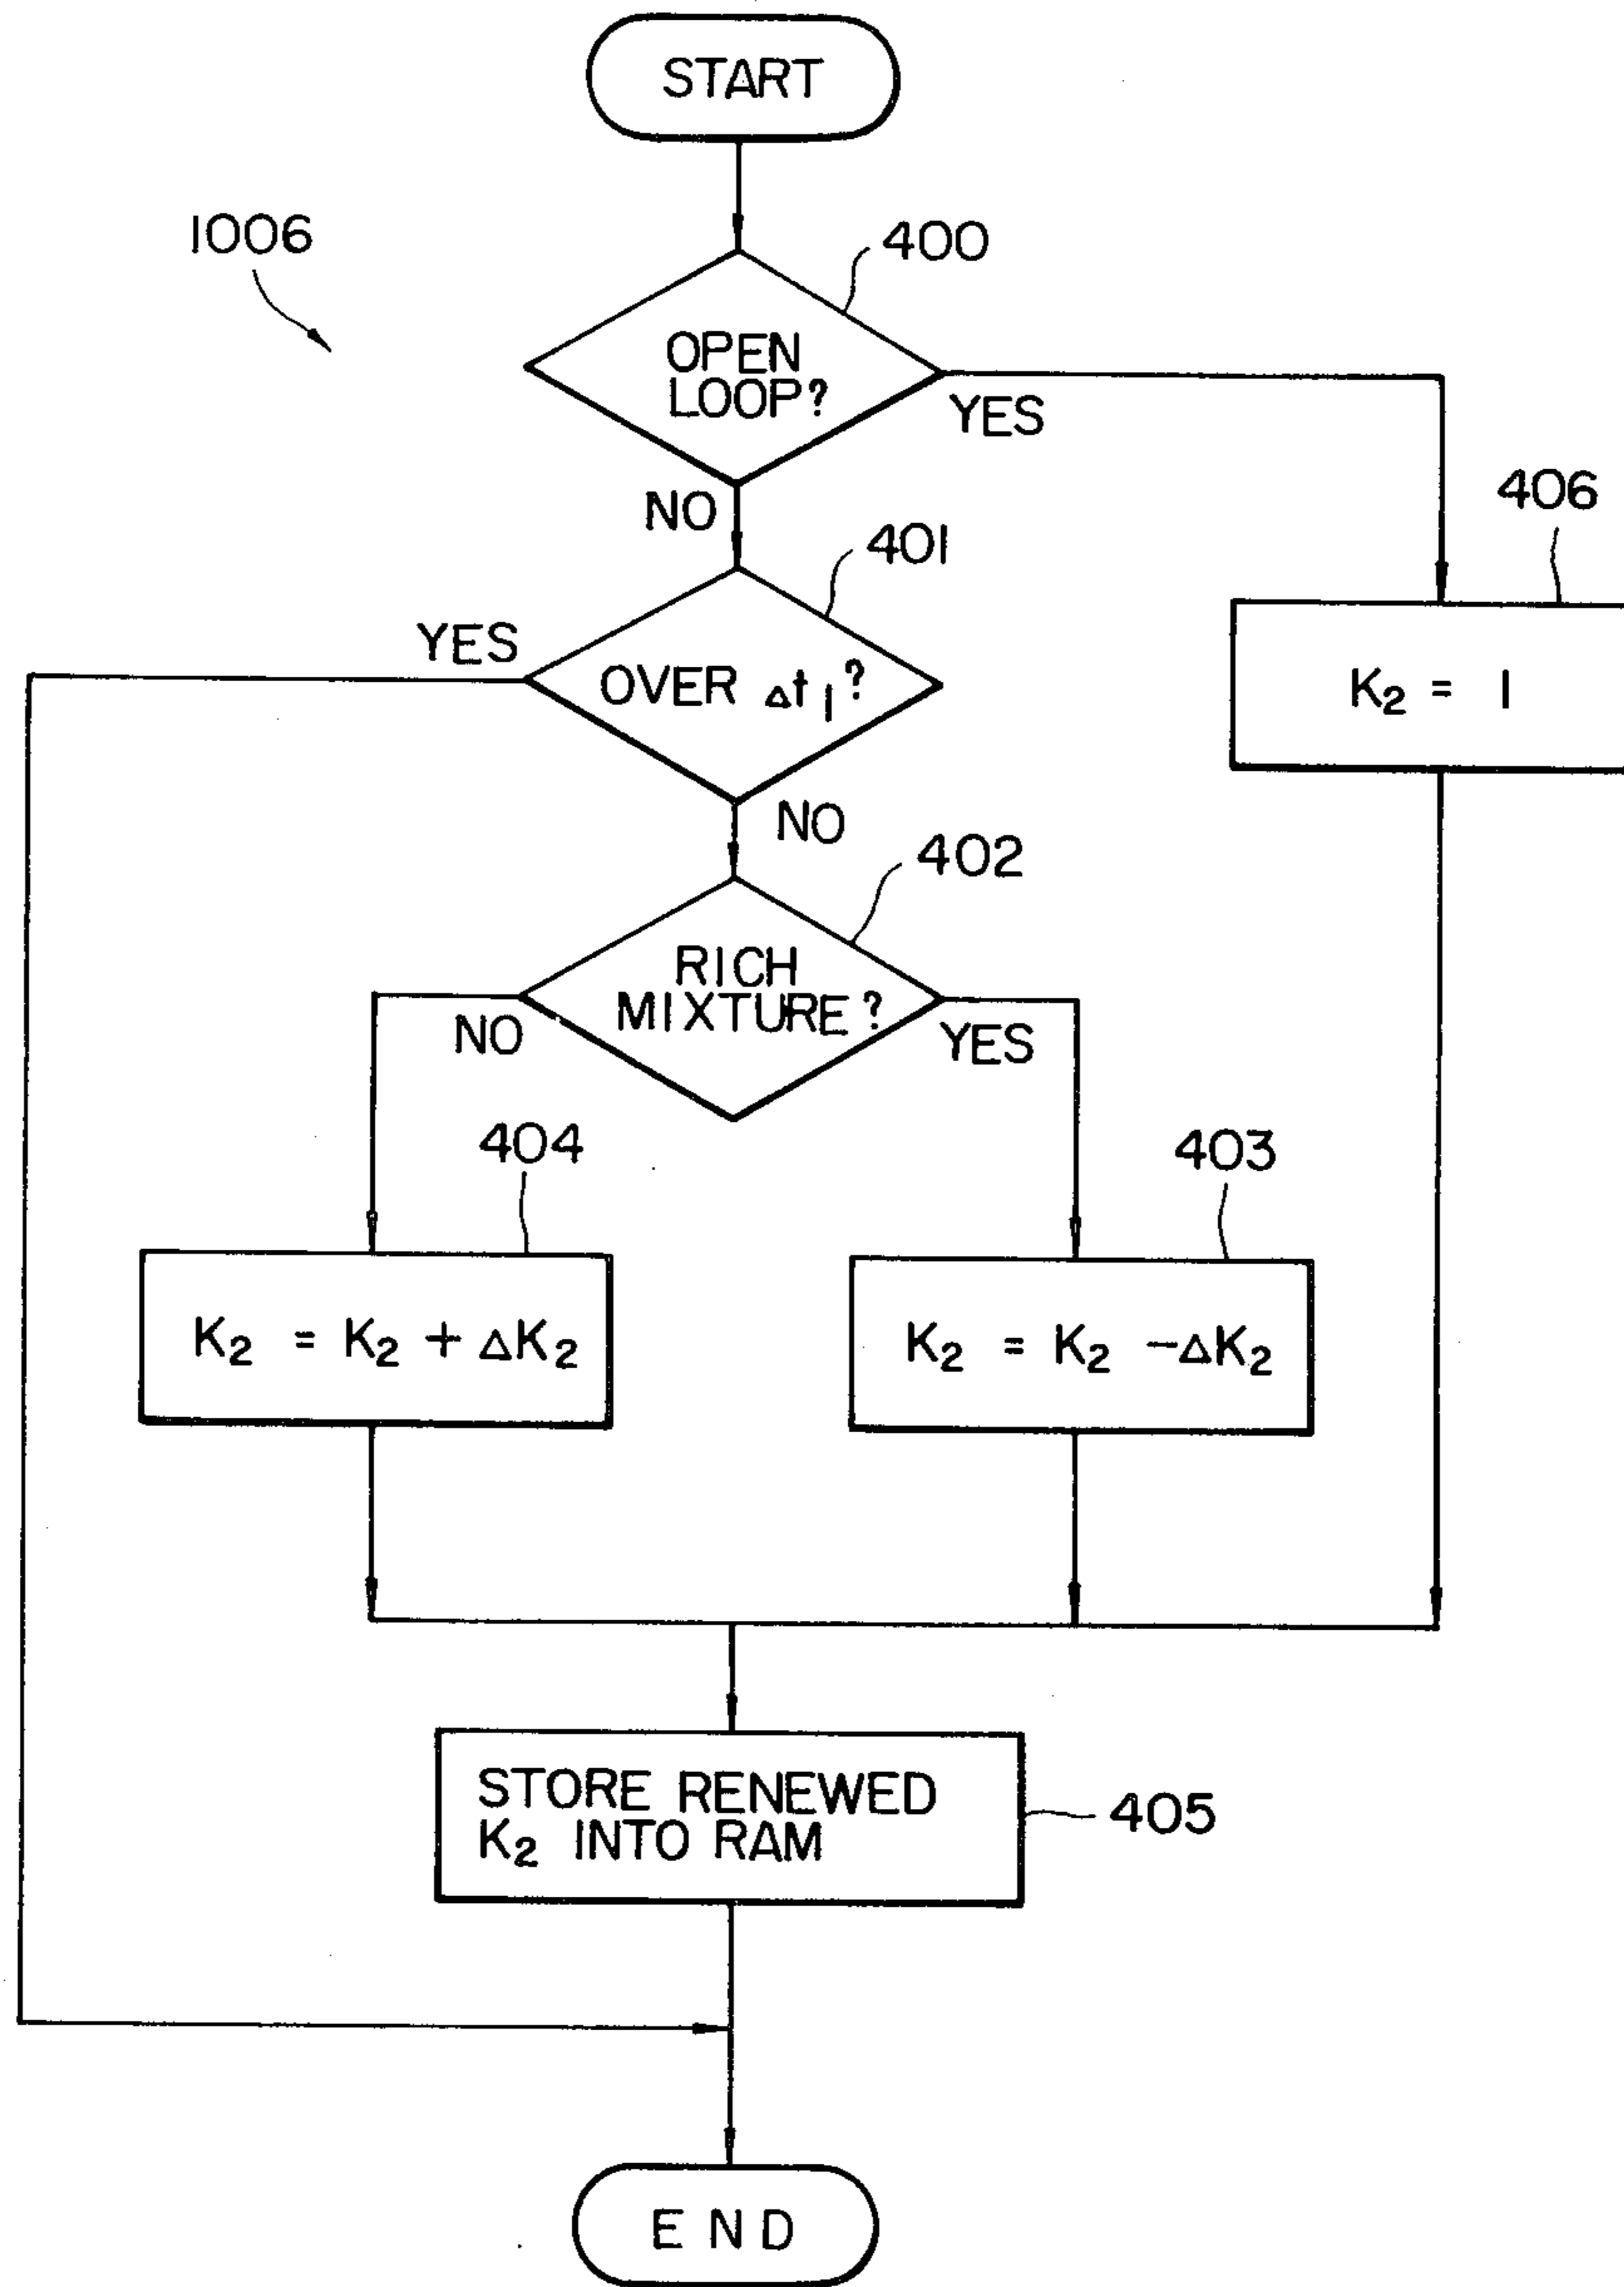 START
1006
400
OPEN
LOOP?
YES
NO
406
401
YES
OVER Δt₁?
K₂ = 1
NO
402
RICH
MIXTURE?
NO
YES
404
403
K₂ = K₂ + ΔK₂
K₂ = K₂ -ΔK₂
STORE RENEWED
K₂ INTO RAM
405
END